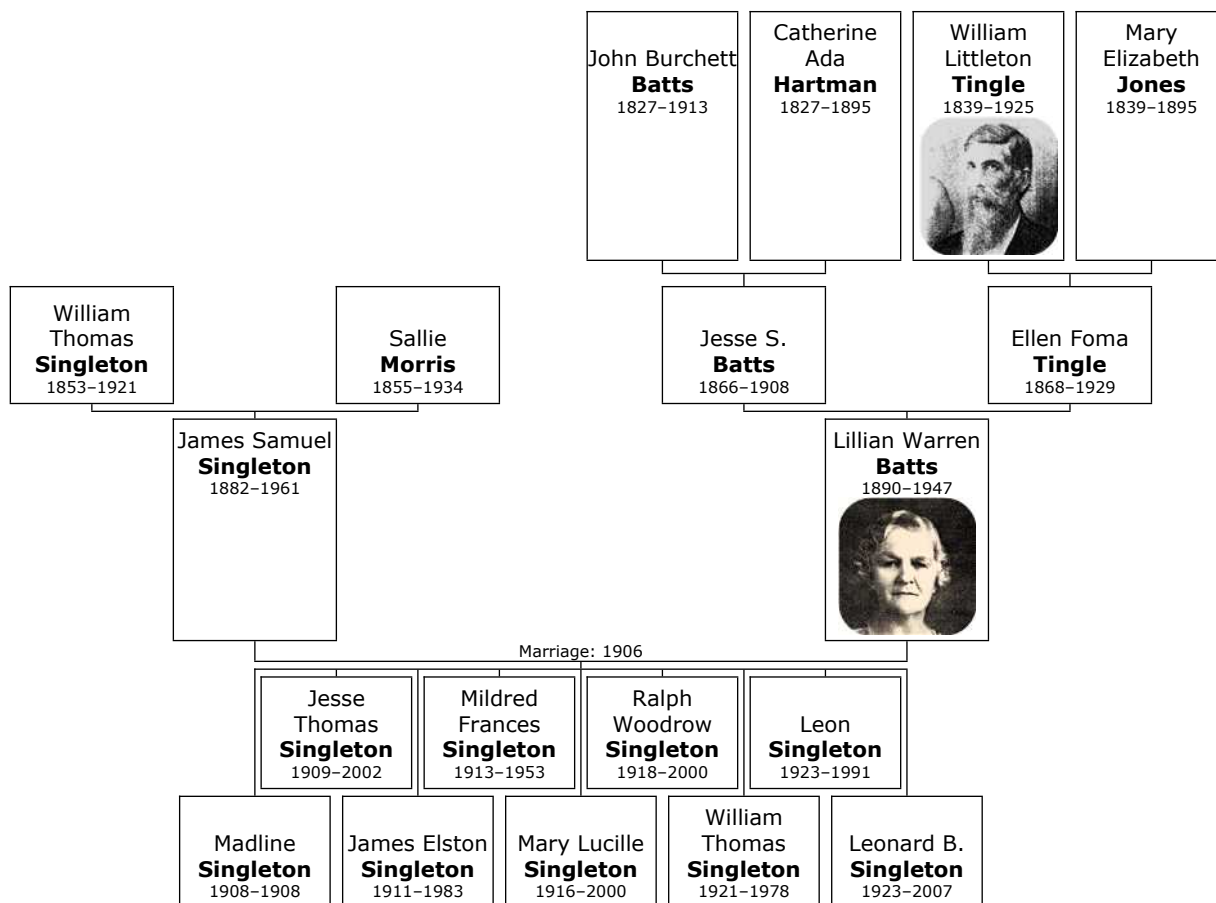 John Burchett
Batts
1827–1913
Catherine
Ada
Hartman
1827–1895
William
Littleton
Tingle
1839–1925
Mary
Elizabeth
Jones
1839–1895
William
Thomas
Singleton
1853–1921
Sallie
Morris
1855–1934
Jesse S.
Batts
1866–1908
Ellen Foma
Tingle
1868–1929
James Samuel
Singleton
1882–1961
Lillian Warren
Batts
1890–1947
Marriage: 1906
Jesse
Thomas
Singleton
1909–2002
Mildred
Frances
Singleton
1913–1953
Ralph
Woodrow
Singleton
1918–2000
Leon
Singleton
1923–1991
Madline
Singleton
1908–1908
James Elston
Singleton
1911–1983
Mary Lucille
Singleton
1916–2000
William
Thomas
Singleton
1921–1978
Leonard B.
Singleton
1923–2007